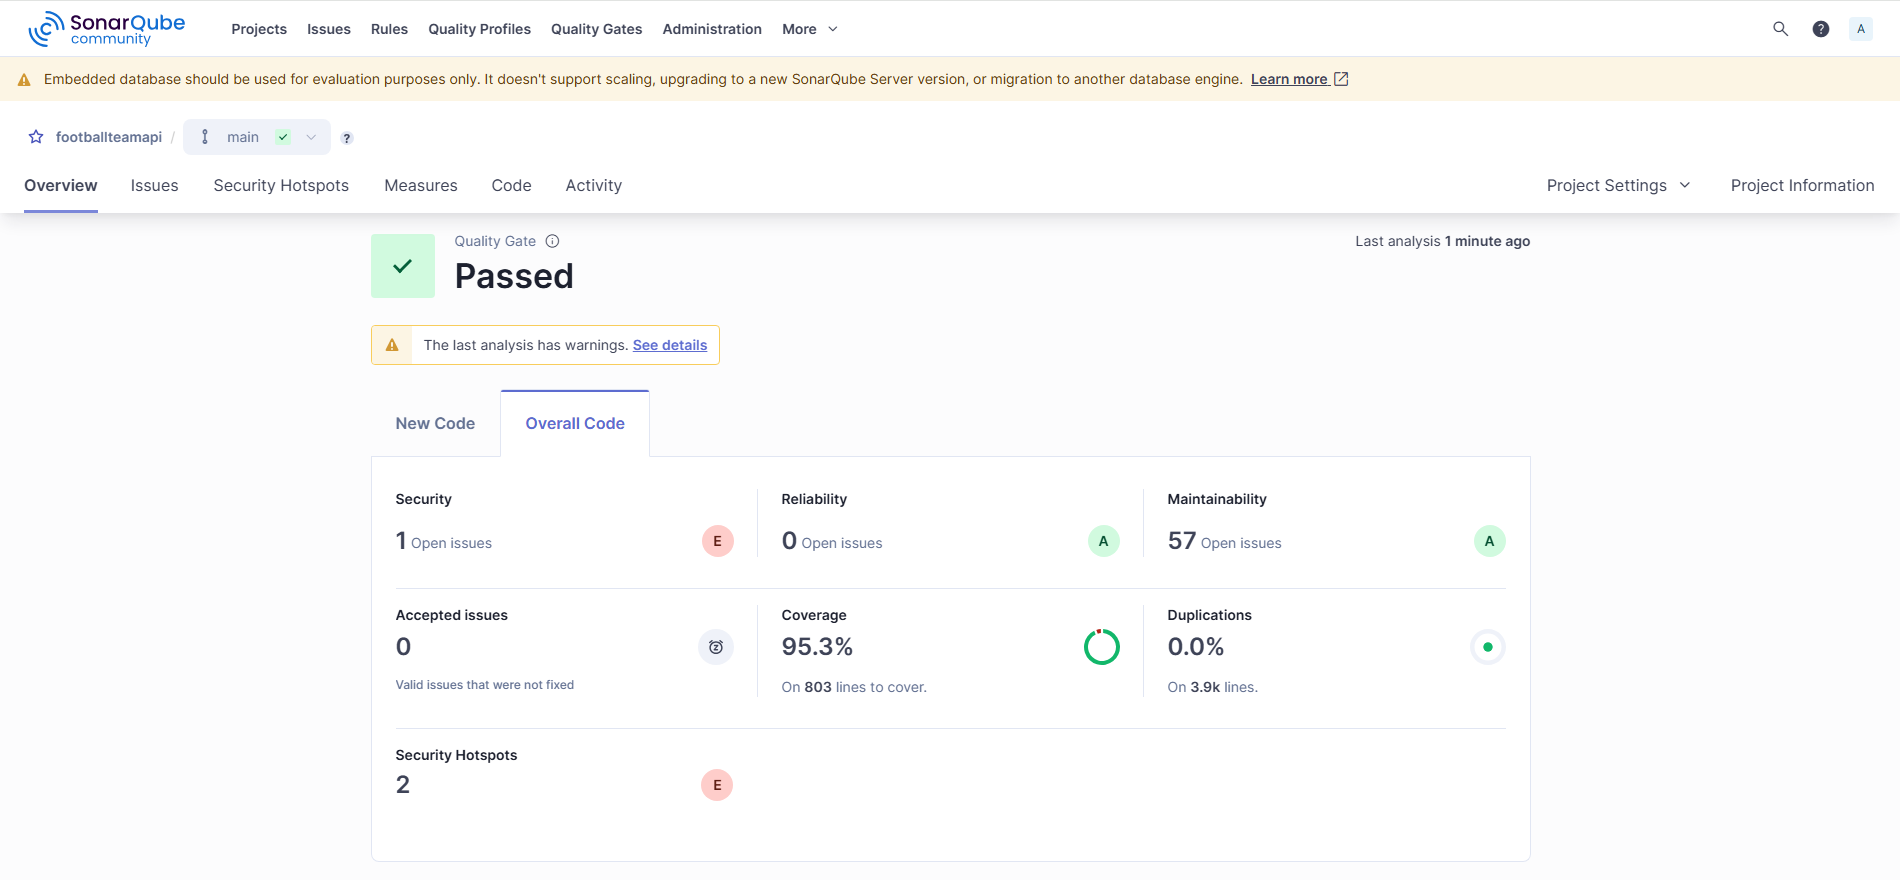 SonarQube community Projects Issues Rules Quality Profiles Quality Gates Administration More ? A
Embedded database should be used for evaluation purposes only. It doesn't support scaling, upgrading to a new SonarQube Server version, or migration to another database engine. Learn more
footballteamapi / main ?
Overview Issues Security Hotspots Measures Code Activity Project Settings Project Information
Quality Gate
Last analysis 1 minute ago
Passed
The last analysis has warnings. See details
New Code Overall Code
Security Reliability Maintainability
1 Open issues E 0 Open issues A 57 Open issues A
Accepted issues Coverage Duplications
0 95.3% 0.0%
Valid issues that were not fixed On 803 lines to cover. On 3.9k lines.
Security Hotspots
2 E